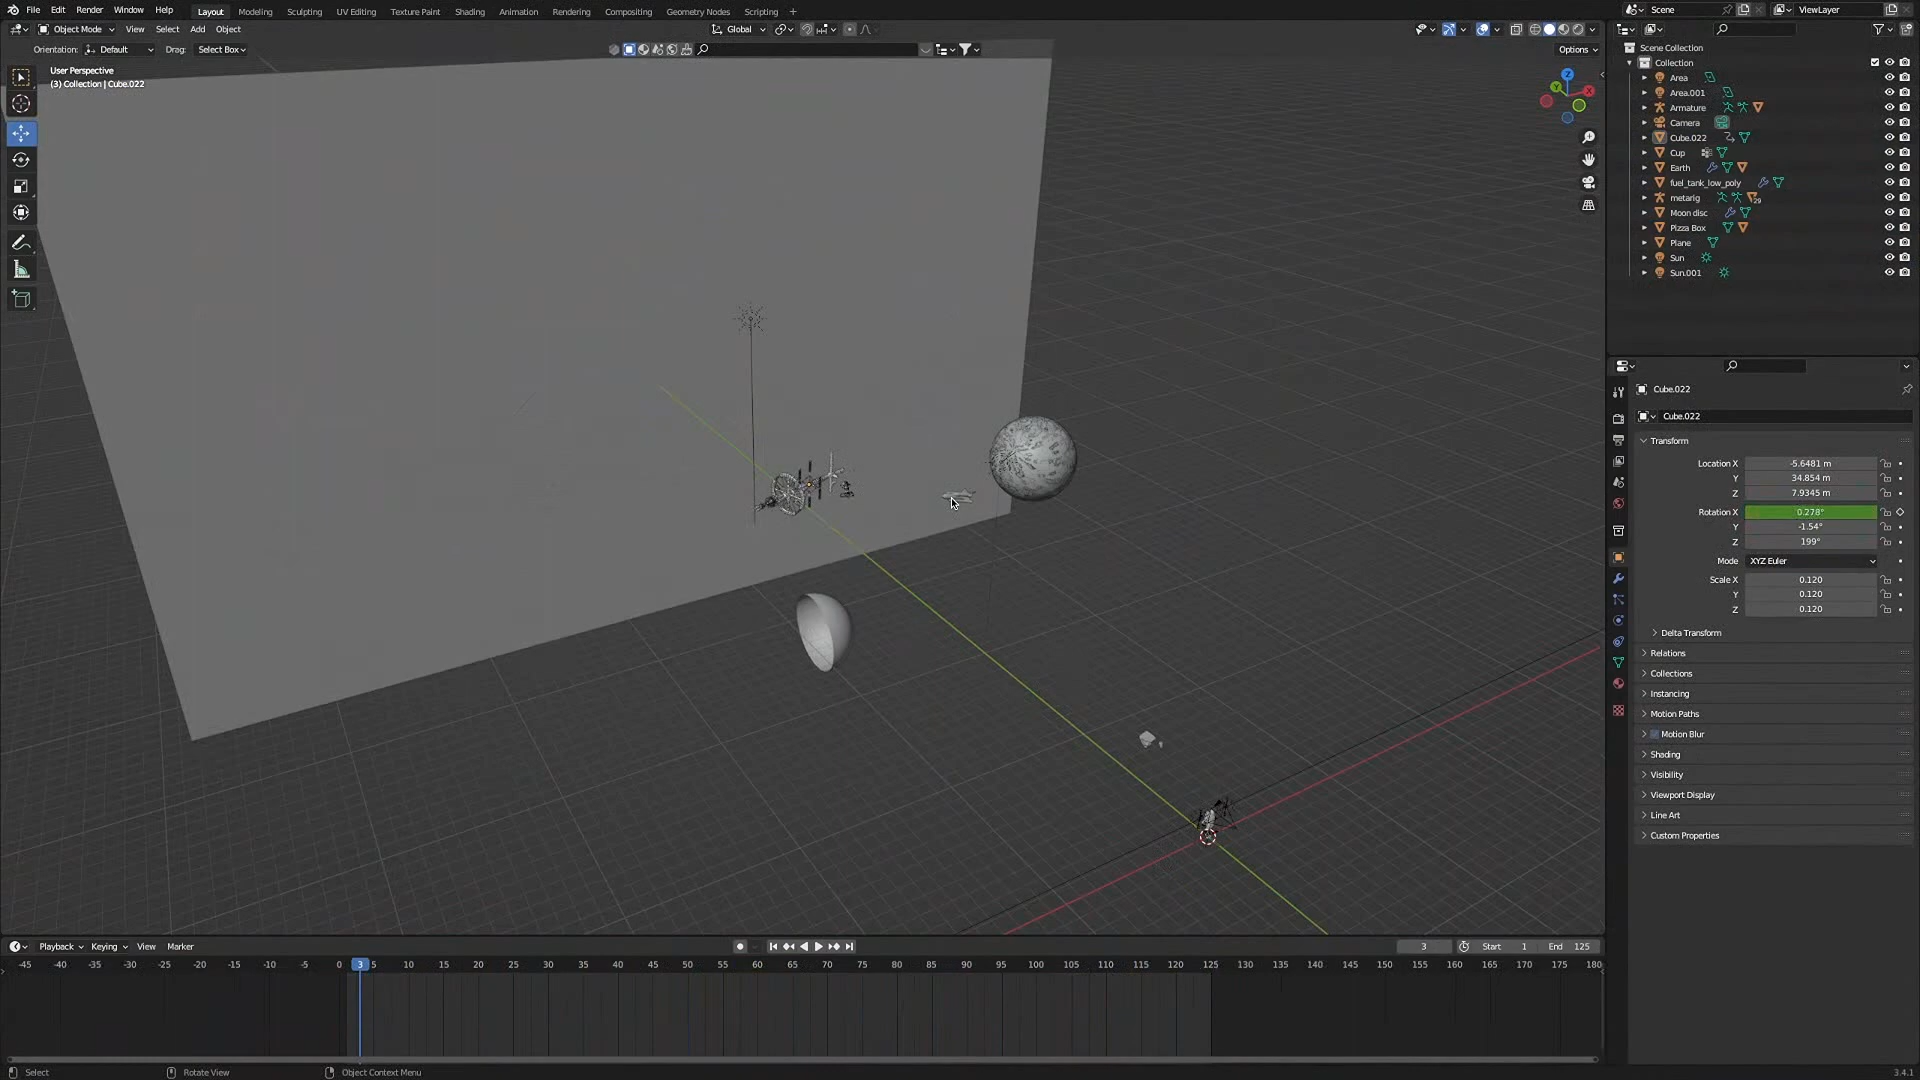 File Edit Render Window Help Layout Modeling Sculpting UV Editing Texture Paint Shading Animation Rendering Compositing Geometry Nodes Scripting + Scene ViewLayer
Object Mode View Select Add Object Global
Orientation: Default Drag: Select Box Options
User Perspective
(3) Collection | Cube.022
Z
Y
X
Scene Collection
Collection
Area
Area.001
Armature
Camera
Cube.022
Cup
Earth
fuel_tank_low_poly
metarig 29
Moon disc
Pizza Box
Plane
Sun
Sun.001
Cube.022
Cube.022
Transform
Location X -5.6481 m
Y 34.854 m
Z 7.9345 m
Rotation X 0.278°
Y -1.54°
Z 199°
Mode XYZ Euler
Scale X 0.120
Y 0.120
Z 0.120
Delta Transform
Relations
Collections
Instancing
Motion Paths
Motion Blur
Shading
Visibility
Viewport Display
Line Art
Custom Properties
Playback Keying View Marker 3 Start 1 End 125
-45 -40 -35 -30 -25 -20 -15 -10 -5 0 3 5 10 15 20 25 30 35 40 45 50 55 60 65 70 75 80 85 90 95 100 105 110 115 120 125 130 135 140 145 150 155 160 165 170 175 180
Select Rotate View Object Context Menu 3.4.1